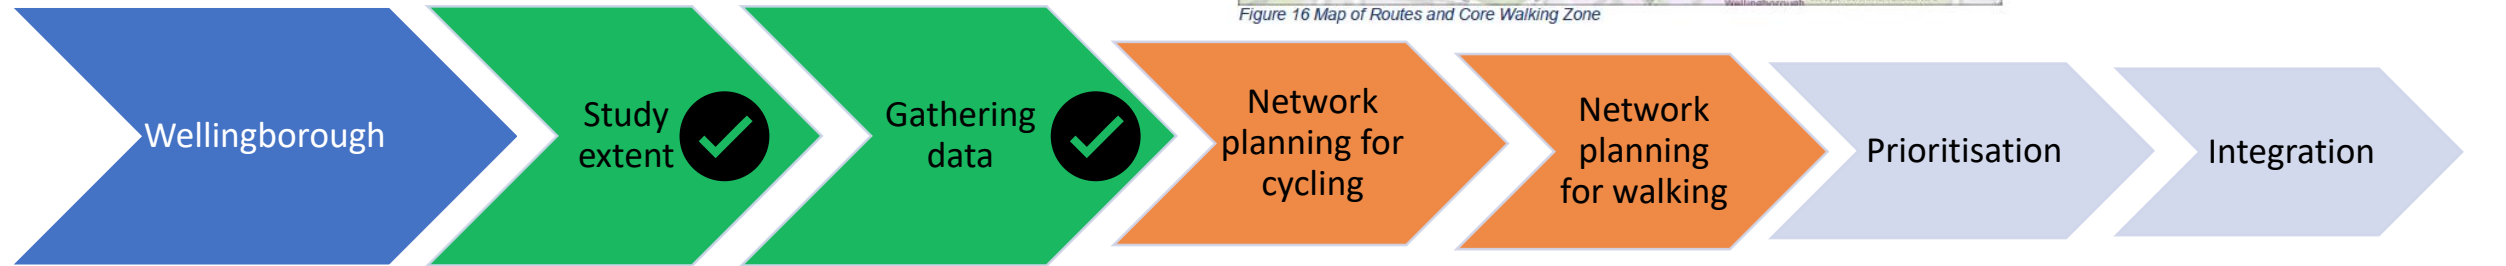 Wellingborough
Figure 16 Map of Routes and Core Walking Zone
Wellingborough
Study
extent
Gathering
data
Network
planning for
cycling
Network
planning
for walking
Prioritisation
Integration